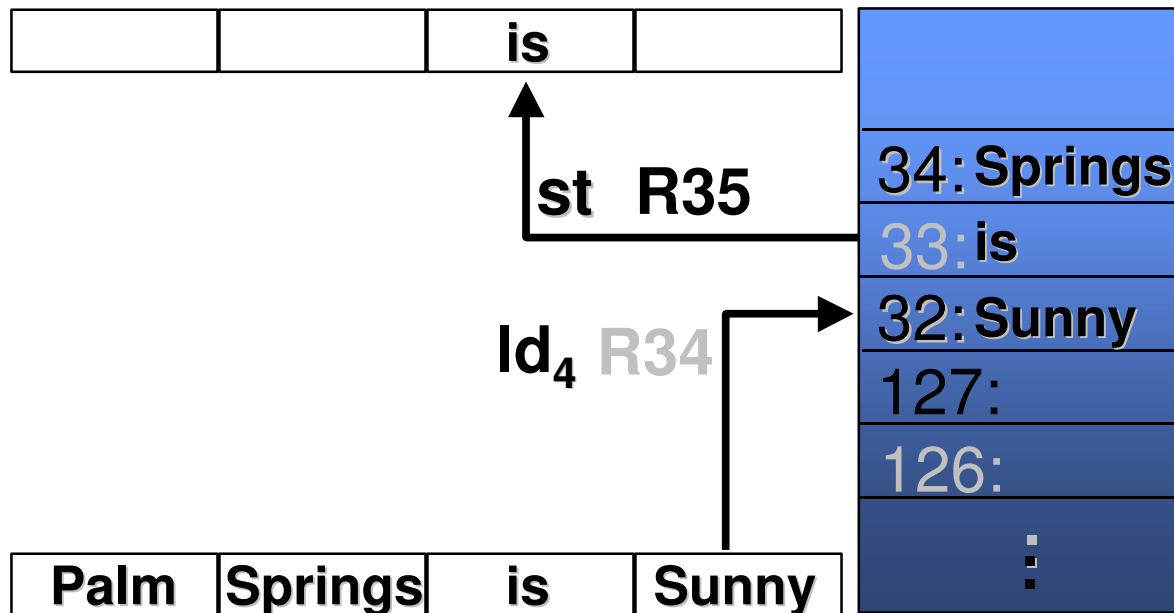 is
st R35
ld4 R34
34: Springs
33: is
32: Sunny
127:
126:
⋮
Palm Springs is Sunny